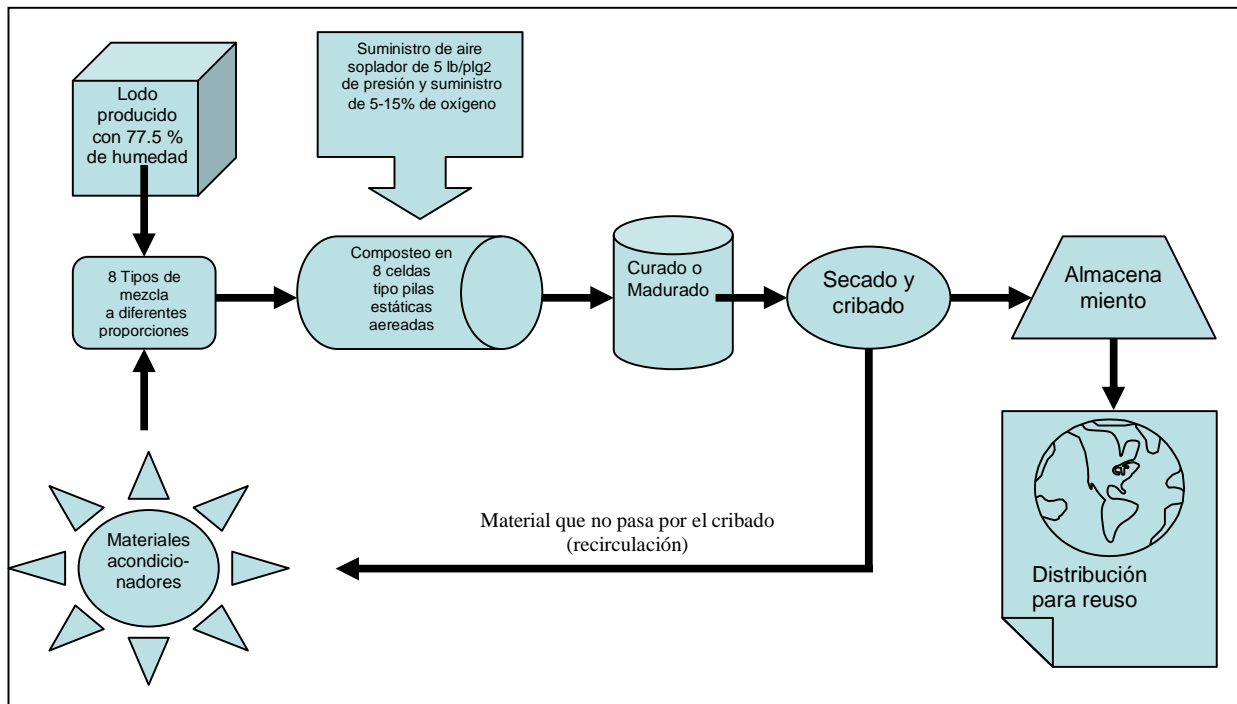 Lodo
producido
con 77.5 %
de humedad
Suministro de aire
soplador de 5 lb/plg2
de presión y suministro
de 5-15% de oxígeno
8 Tipos de
mezcla
a diferentes
proporciones
Composteo en
8 celdas
tipo pilas
estáticas
aereadas
Curado o
Madurado
Secado y
cribado
Almacena
miento
Materiales
acondicio-
nadores
Material que no pasa por el cribado
(recirculación)
Distribución
para reuso